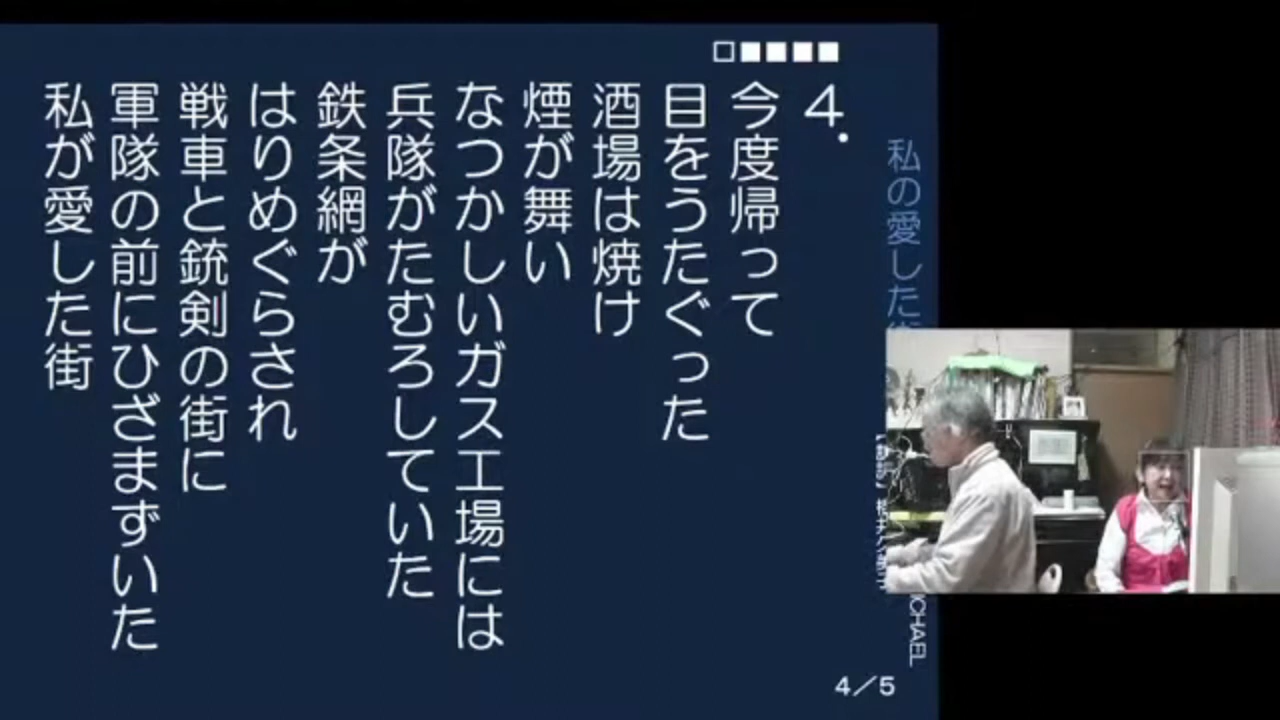 私の愛した街
4.
今度帰って
目をうたぐった
酒場は焼け
煙が舞い
なつかしいガス工場には
兵隊がたむろしていた
鉄条網が
はりめぐらされ
戦車と銃剣の街に
軍隊の前にひざまずいた
私が愛した街
4/5